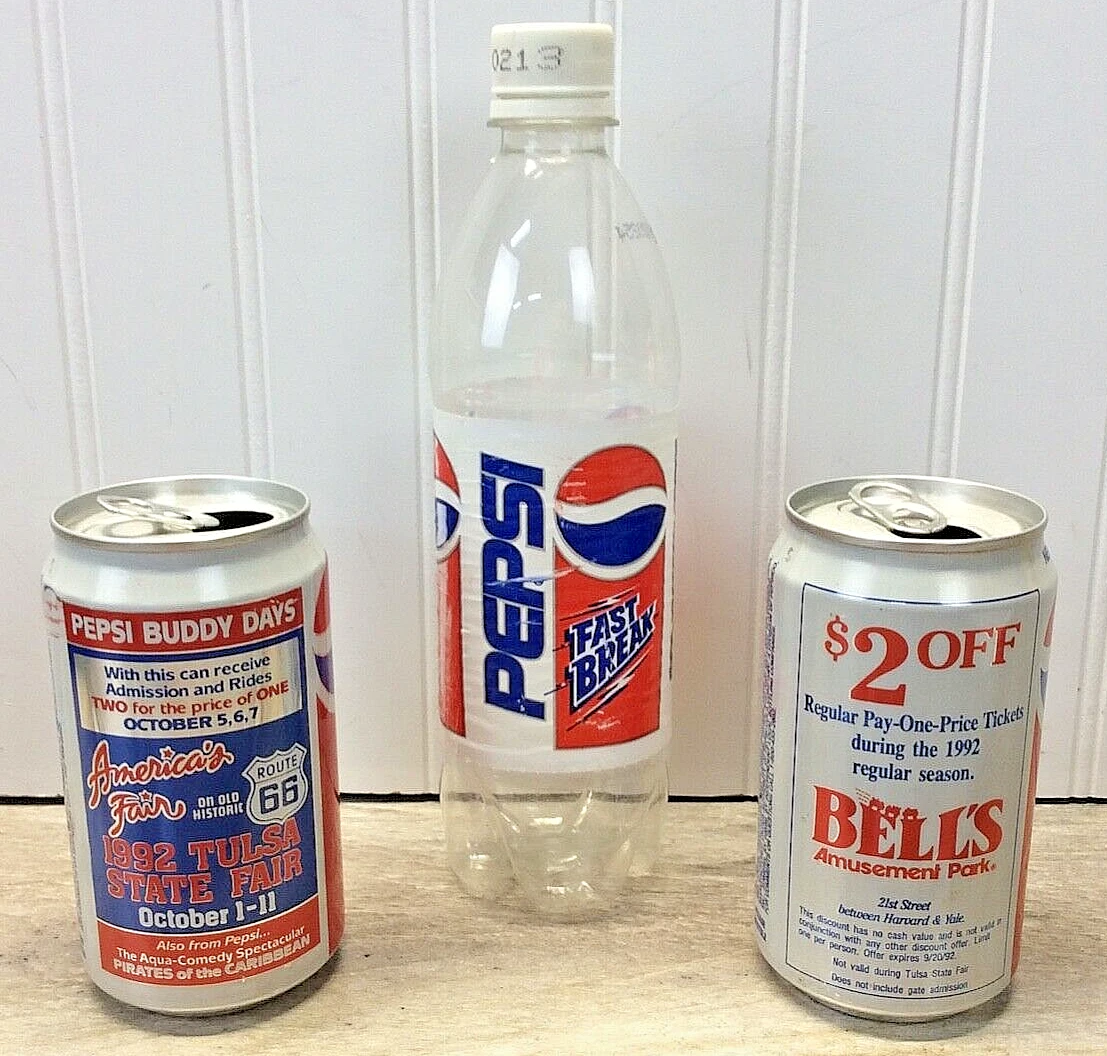 0213
PEPSI
FAST
BREAK
PEPSI BUDDY DAYS
With this can receive
Admission and Rides
TWO for the price of ONE
OCTOBER 5,6,7
America's
Fair
ON OLD
HISTORIC
ROUTE
66
1992 TULSA
STATE FAIR
October 1-11
Also from Pepsi...
The Aqua-Comedy Spectacular
PIRATES of the CARIBBEAN
$2 OFF
Regular Pay-One-Price Tickets
during the 1992
regular season.
BELL'S
Amusement Park®
21st Street
between Harvard & Yale.
This discount has no cash value and is not valid in
conjunction with any other discount offer. Limit
one per person. Offer expires 9/20/92.
Not valid during Tulsa State Fair
Does not include gate admission